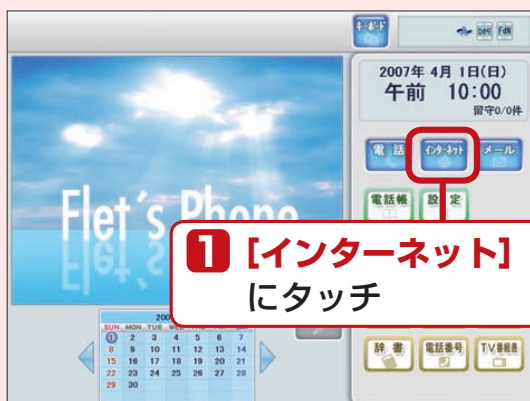 キーボード
Def FdN
2007年 4月 1日(日)
午前 10:00
留守0/0件
電話 インターネット メール
電話帳 設定
Flet's Phone
1 [インターネット]
にタッチ
200
SUN MON TUE WED
1 2 3 4 5 6 7
8 9 10 11 12 13 14
15 16 17 18 19 20 21
22 23 24 25 26 27 28
29 30
辞書 電話番号 TV番組表